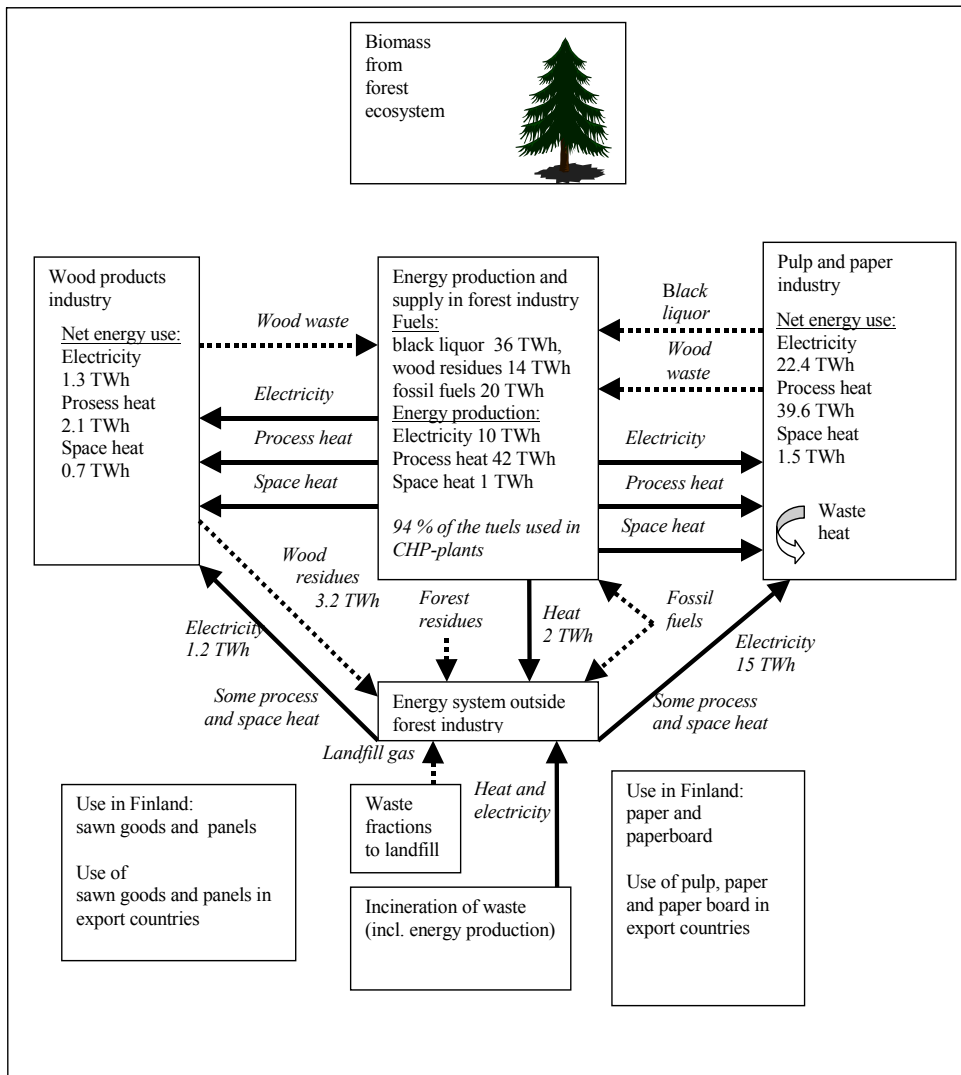 Biomass
from
forest
ecosystem
Wood products
industry
Net energy use:
Electricity
1.3 TWh
Prosess heat
2.1 TWh
Space heat
0.7 TWh
Wood waste
Electricity
Process heat
Space heat
Energy production and
supply in forest industry
Fuels:
black liquor 36 TWh,
wood residues 14 TWh
fossil fuels 20 TWh
Energy production:
Electricity 10 TWh
Process heat 42 TWh
Space heat 1 TWh
94 % of the tuels used in
CHP-plants
Black
liquor
Wood
waste
Electricity
Process heat
Space heat
Pulp and paper
industry
Net energy use:
Electricity
22.4 TWh
Process heat
39.6 TWh
Space heat
1.5 TWh
Waste
heat
Wood
residues
3.2 TWh
Electricity
1.2 TWh
Some process
and space heat
Forest
residues
Heat
2 TWh
Fossil
fuels
Electricity
15 TWh
Some process
and space heat
Energy system outside
forest industry
Landfill gas
Heat and
electricity
Use in Finland:
sawn goods and panels
Use of
sawn goods and panels in
export countries
Waste
fractions
to landfill
Incineration of waste
(incl. energy production)
Use in Finland:
paper and
paperboard
Use of pulp, paper
and paper board in
export countries